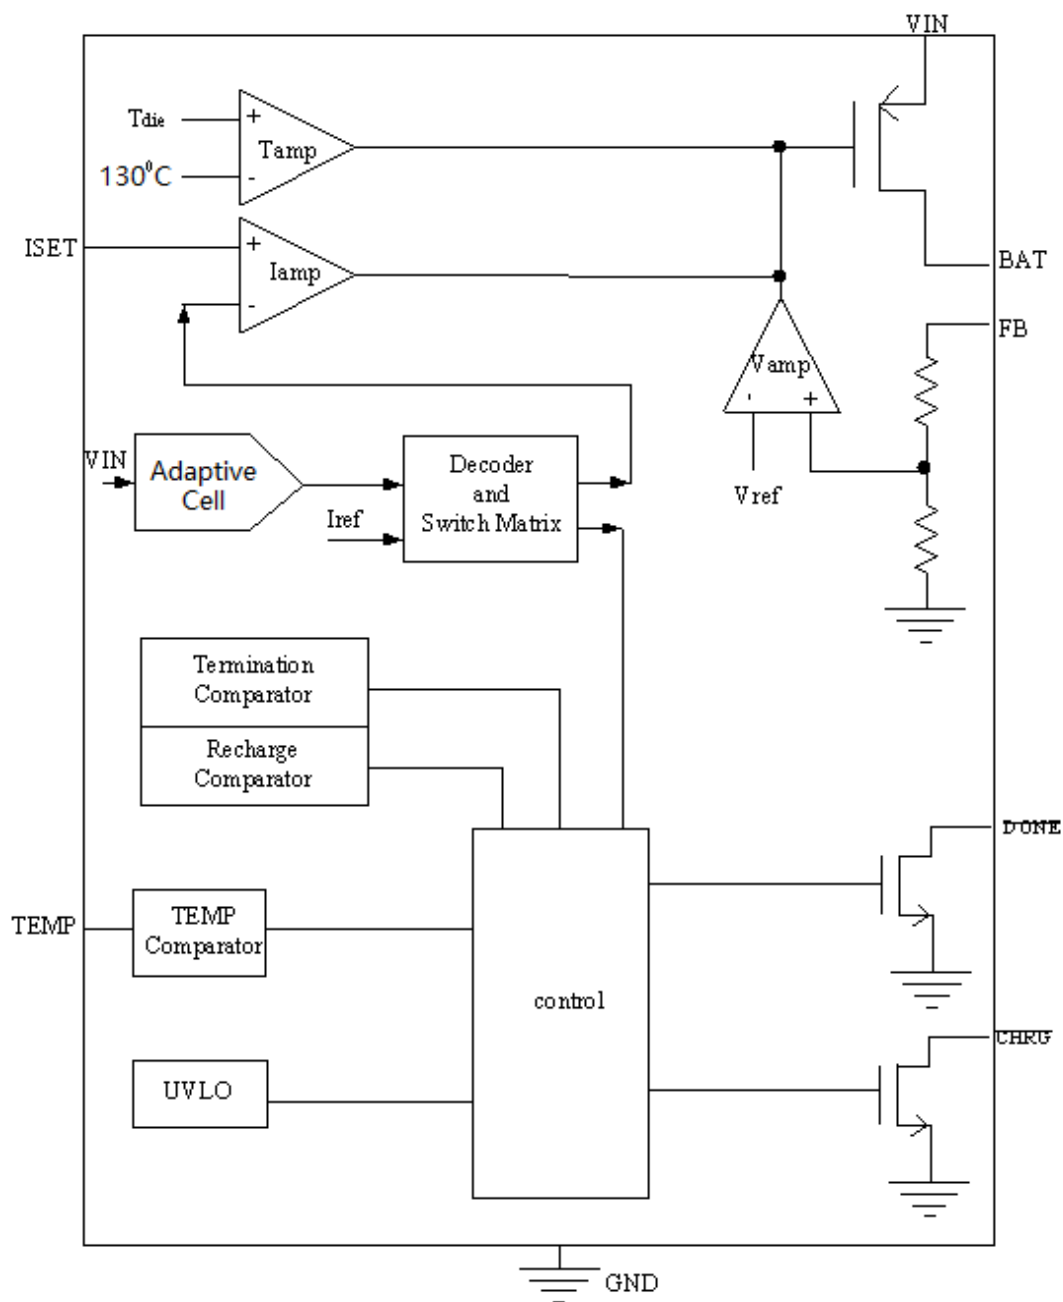 VIN
Tdie
+
Tamp
130⁰C
-
ISET
+
Iamp
-
BAT
FB
Vamp
- +
VIN
Adaptive
Cell
Decoder
and
Switch Matrix
Iref
Vref
Termination
Comparator
Recharge
Comparator
DONE
TEMP
TEMP
Comparator
control
CHRG
UVLO
GND